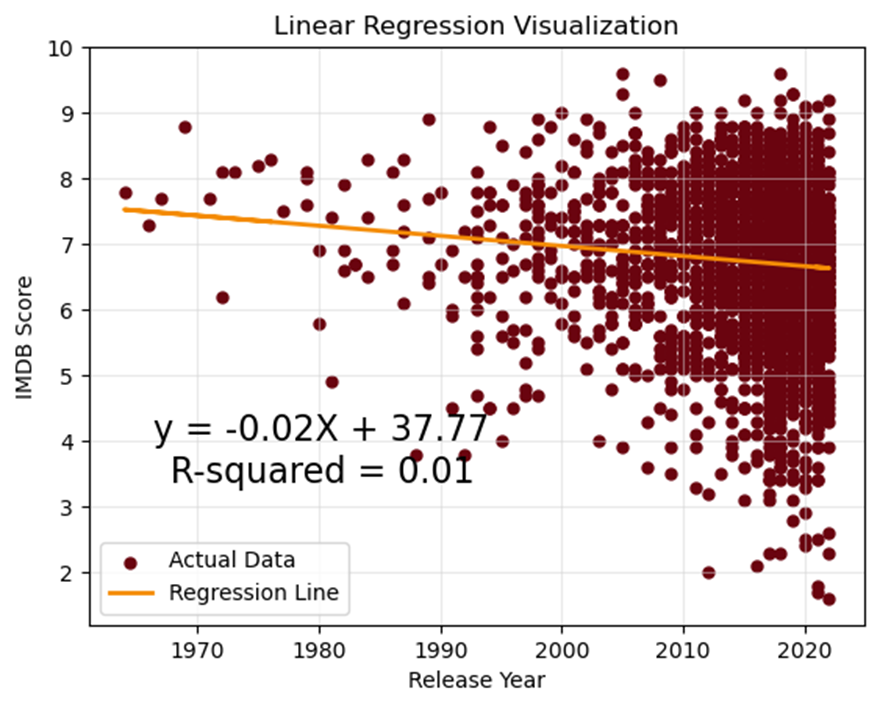 Linear Regression Visualization
10
9
8
7
6
5
4
3
2
IMDB Score
y = -0.02X + 37.77
R-squared = 0.01
Actual Data
Regression Line
1970 1980 1990 2000 2010 2020
Release Year